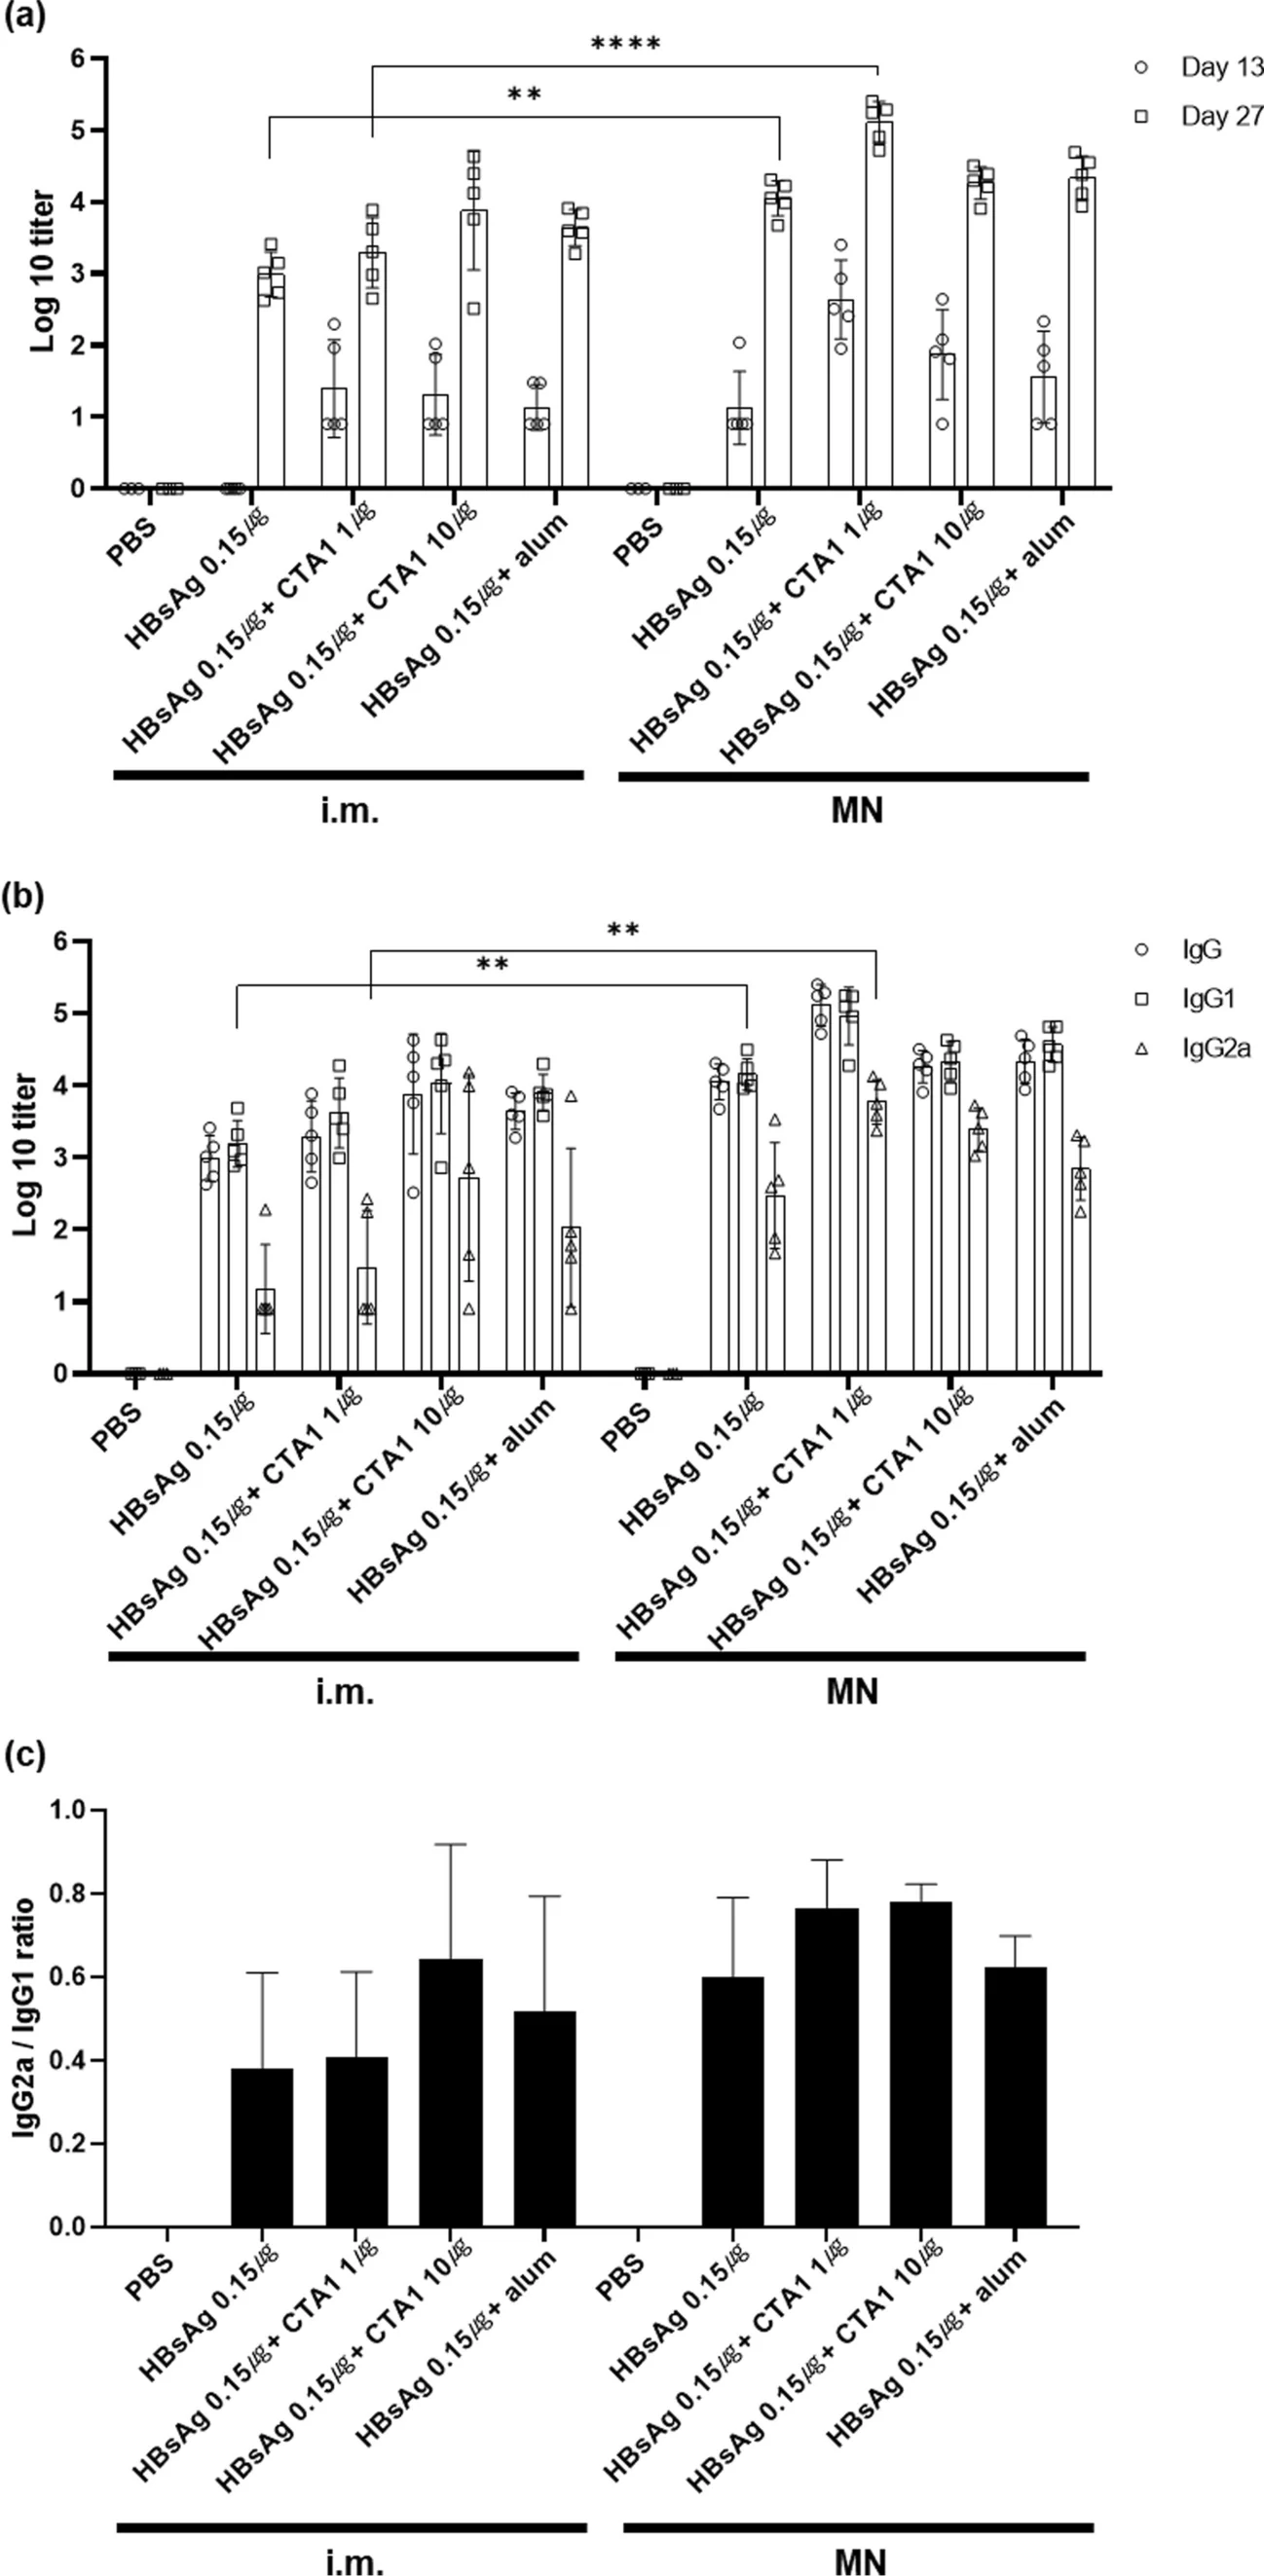 (a)
****
**
6
5
4
3
2
1
0
Log 10 titer
Day 13
Day 27
PBS
HBsAg 0.15㎍
HBsAg 0.15㎍+ CTA1 1㎍
HBsAg 0.15㎍+ CTA1 10㎍
HBsAg 0.15㎍+ alum
PBS
HBsAg 0.15㎍
HBsAg 0.15㎍+ CTA1 1㎍
HBsAg 0.15㎍+ CTA1 10㎍
HBsAg 0.15㎍+ alum
i.m.
MN
(b)
**
**
6
5
4
3
2
1
0
Log 10 titer
IgG
IgG1
IgG2a
PBS
HBsAg 0.15㎍
HBsAg 0.15㎍+ CTA1 1㎍
HBsAg 0.15㎍+ CTA1 10㎍
HBsAg 0.15㎍+ alum
PBS
HBsAg 0.15㎍
HBsAg 0.15㎍+ CTA1 1㎍
HBsAg 0.15㎍+ CTA1 10㎍
HBsAg 0.15㎍+ alum
i.m.
MN
(c)
1.0
0.8
0.6
0.4
0.2
0.0
IgG2a / IgG1 ratio
PBS
HBsAg 0.15㎍
HBsAg 0.15㎍+ CTA1 1㎍
HBsAg 0.15㎍+ CTA1 10㎍
HBsAg 0.15㎍+ alum
PBS
HBsAg 0.15㎍
HBsAg 0.15㎍+ CTA1 1㎍
HBsAg 0.15㎍+ CTA1 10㎍
HBsAg 0.15㎍+ alum
i.m.
MN